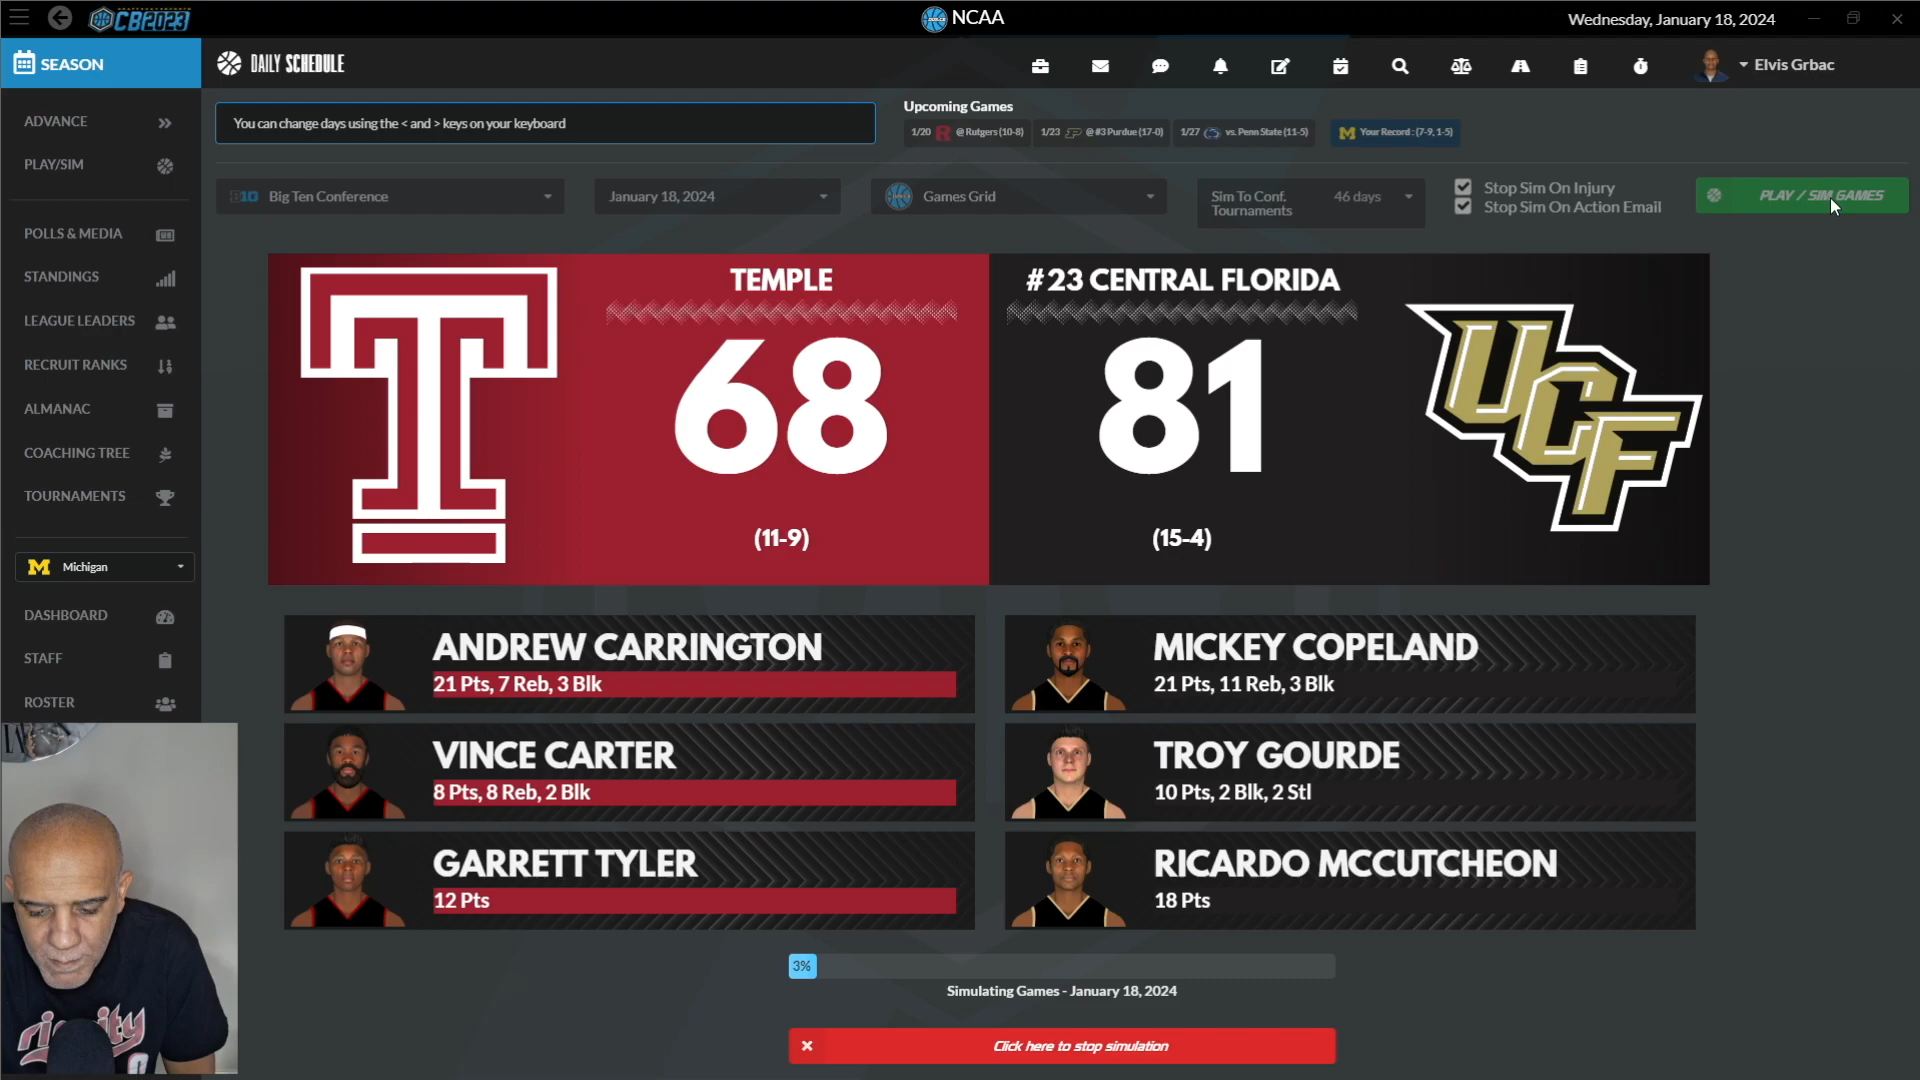 CB2023
NCAA
Wednesday, January 18, 2024
SEASON
DAILY SCHEDULE
Elvis Grbac
ADVANCE
PLAY/SIM
POLLS & MEDIA
STANDINGS
LEAGUE LEADERS
RECRUIT RANKS
ALMANAC
COACHING TREE
TOURNAMENTS
Michigan
DASHBOARD
STAFF
ROSTER
You can change days using the < and > keys on your keyboard
Upcoming Games
1/20 @ Rutgers (10-8)
1/23 @ #3 Purdue (17-0)
1/27 vs. Penn State (11-5)
Your Record : (7-9, 1-5)
B10 Big Ten Conference
January 18, 2024
Games Grid
Sim To Conf. Tournaments
46 days
Stop Sim On Injury
Stop Sim On Action Email
PLAY / SIM GAMES
TEMPLE
68
(11-9)
#23 CENTRAL FLORIDA
81
(15-4)
UCF
ANDREW CARRINGTON
21 Pts, 7 Reb, 3 Blk
VINCE CARTER
8 Pts, 8 Reb, 2 Blk
GARRETT TYLER
12 Pts
MICKEY COPELAND
21 Pts, 11 Reb, 3 Blk
TROY GOURDE
10 Pts, 2 Blk, 2 Stl
RICARDO MCCUTCHEON
18 Pts
3%
Simulating Games - January 18, 2024
Click here to stop simulation